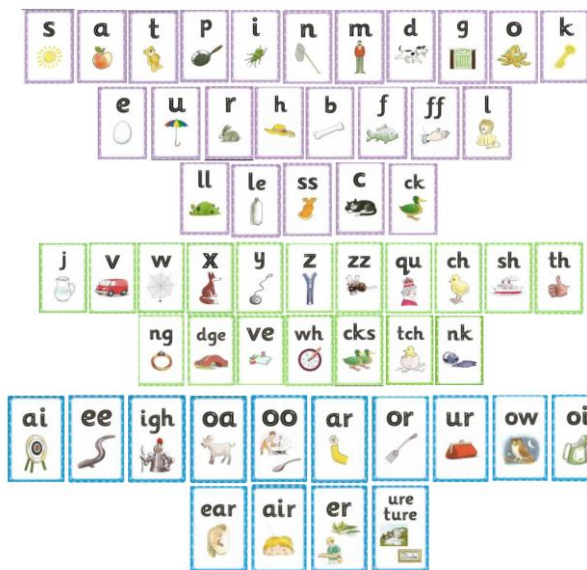 s a t p i n m d g o k
e u r h b f ff l
ll le ss c ck
j v w x y z zz qu ch sh th
ng dge ve wh cks tch nk
ai ee igh oa oo ar or ur ow oi
ear air er ure
ture